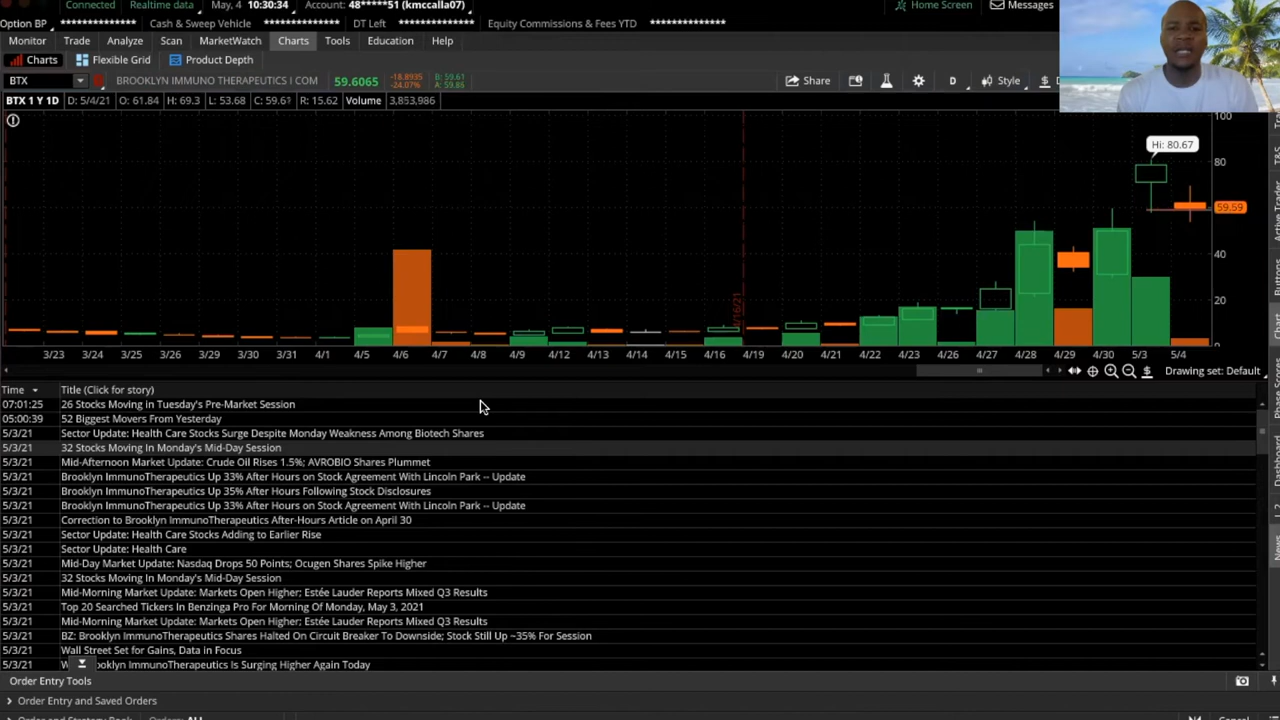 Connected Realtime data May, 4 10:30:34 Account: 48*****51 (kmccalla07) Home Screen Messages
Option BP ************** Cash & Sweep Vehicle ************** DT Left ************** Equity Commissions & Fees YTD **************
Monitor Trade Analyze Scan MarketWatch Charts Tools Education Help
Charts Flexible Grid Product Depth
BTX BROOKLYN IMMUNO THERAPEUTICS I COM 59.6065 -18.8935 -24.07% B: 59.61 A: 59.86 Share D Style
BTX 1 Y 1D D: 5/4/21 O: 61.84 H: 69.3 L: 53.68 C: 59.6? R: 15.62 Volume 3,853,986
100
Hi: 80.67
80
59.59
40
20
3/23 3/24 3/25 3/26 3/29 3/30 3/31 4/1 4/5 4/6 4/7 4/8 4/9 4/12 4/13 4/14 4/15 4/16 4/19 4/20 4/21 4/22 4/23 4/26 4/27 4/28 4/29 4/30 5/3 5/4
Drawing set: Default
Time Title (Click for story)
07:01:25 26 Stocks Moving in Tuesday's Pre-Market Session
05:00:39 52 Biggest Movers From Yesterday
5/3/21 Sector Update: Health Care Stocks Surge Despite Monday Weakness Among Biotech Shares
5/3/21 32 Stocks Moving In Monday's Mid-Day Session
5/3/21 Mid-Afternoon Market Update: Crude Oil Rises 1.5%; AVROBIO Shares Plummet
5/3/21 Brooklyn ImmunoTherapeutics Up 33% After Hours on Stock Agreement With Lincoln Park -- Update
5/3/21 Brooklyn ImmunoTherapeutics Up 35% After Hours Following Stock Disclosures
5/3/21 Brooklyn ImmunoTherapeutics Up 33% After Hours on Stock Agreement With Lincoln Park -- Update
5/3/21 Correction to Brooklyn ImmunoTherapeutics After-Hours Article on April 30
5/3/21 Sector Update: Health Care Stocks Adding to Earlier Rise
5/3/21 Sector Update: Health Care
5/3/21 Mid-Day Market Update: Nasdaq Drops 50 Points; Ocugen Shares Spike Higher
5/3/21 32 Stocks Moving In Monday's Mid-Day Session
5/3/21 Mid-Morning Market Update: Markets Open Higher; Estée Lauder Reports Mixed Q3 Results
5/3/21 Top 20 Searched Tickers In Benzinga Pro For Morning Of Monday, May 3, 2021
5/3/21 Mid-Morning Market Update: Markets Open Higher; Estée Lauder Reports Mixed Q3 Results
5/3/21 BZ: Brooklyn ImmunoTherapeutics Shares Halted On Circuit Breaker To Downside; Stock Still Up ~35% For Session
5/3/21 Wall Street Set for Gains, Data in Focus
5/3/21 ooklyn ImmunoTherapeutics Is Surging Higher Again Today
Order Entry Tools
Order Entry and Saved Orders
T&S
Active Trader
Buttons
Phase Scores
Dashboard
L 2
News